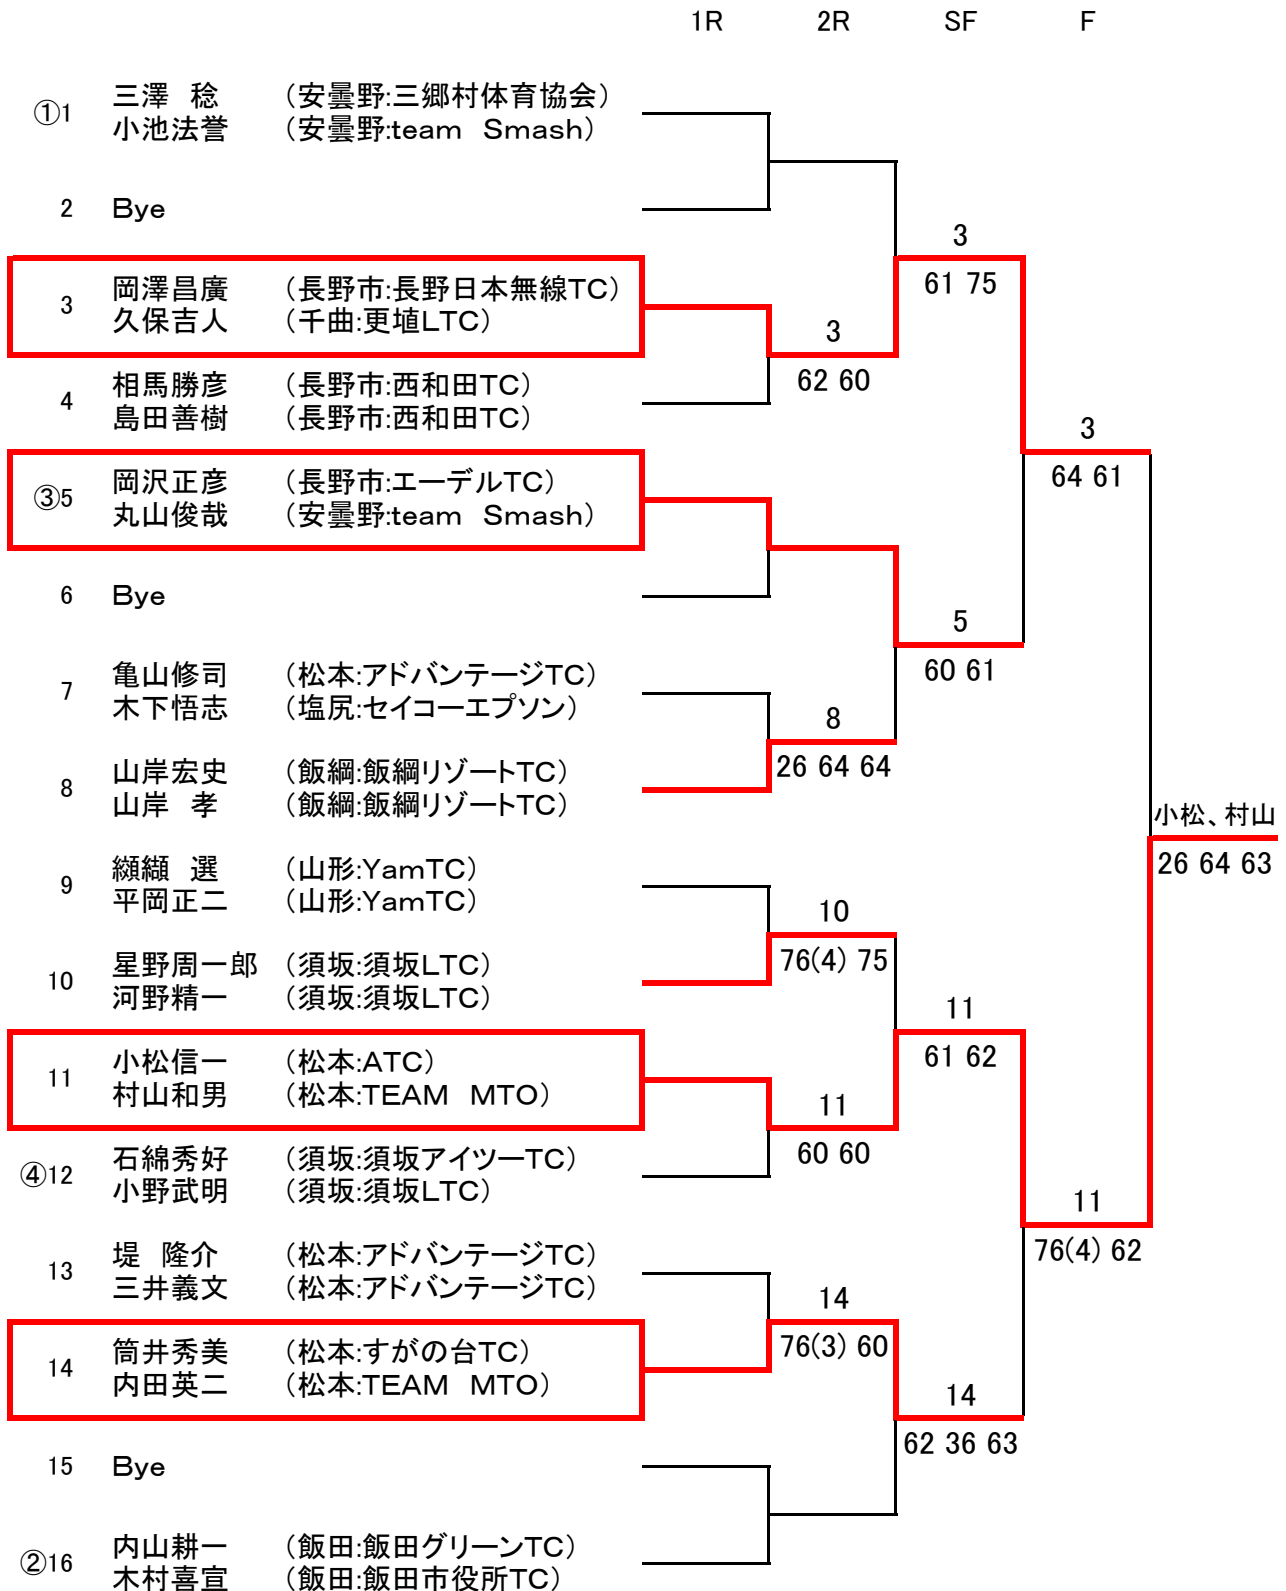 1R 2R SF F
①1 三澤 稔 （安曇野:三郷村体育協会）
小池法誉 （安曇野:team Smash）
2 Bye
3
61 75
3 岡澤昌廣 （長野市:長野日本無線TC）
久保吉人 （千曲:更埴LTC）
3
62 60
4 相馬勝彦 （長野市:西和田TC）
島田善樹 （長野市:西和田TC）
3
64 61
③5 岡沢正彦 （長野市:エーデルTC）
丸山俊哉 （安曇野:team Smash）
6 Bye
5
60 61
7 亀山修司 （松本:アドバンテージTC）
木下悟志 （塩尻:セイコーエプソン）
8
26 64 64
8 山岸宏史 （飯綱:飯綱リゾートTC）
山岸 孝 （飯綱:飯綱リゾートTC）
小松、村山
26 64 63
9 纐纈 選 （山形:YamTC）
平岡正二 （山形:YamTC）
10
76(4) 75
10 星野周一郎 （須坂:須坂LTC）
河野精一 （須坂:須坂LTC）
11
61 62
11 小松信一 （松本:ATC）
村山和男 （松本:TEAM MTO）
11
60 60
④12 石綿秀好 （須坂:須坂アイツーTC）
小野武明 （須坂:須坂LTC）
11
76(4) 62
13 堤 隆介 （松本:アドバンテージTC）
三井義文 （松本:アドバンテージTC）
14
76(3) 60
14 筒井秀美 （松本:すがの台TC）
内田英二 （松本:TEAM MTO）
14
62 36 63
15 Bye
②16 内山耕一 （飯田:飯田グリーンTC）
木村喜宣 （飯田:飯田市役所TC）